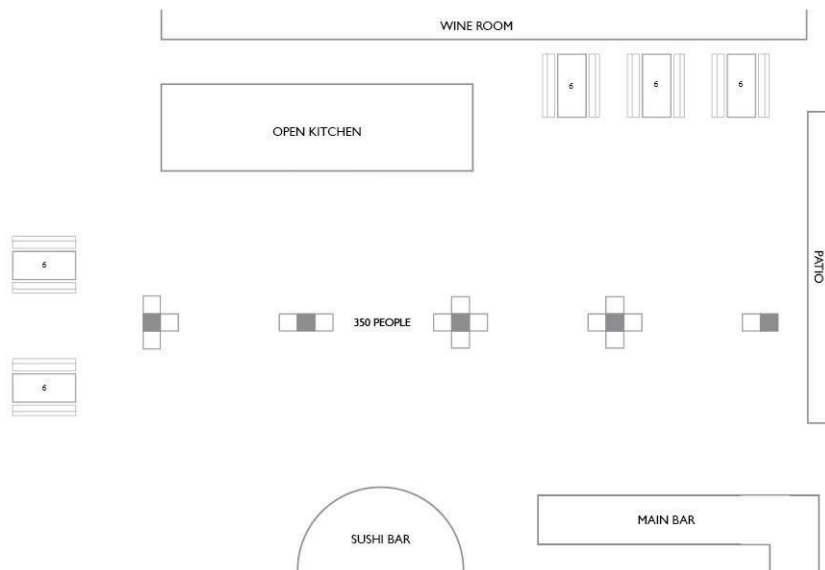 WINE ROOM
6
6
6
OPEN KITCHEN
PATIO
6
350 PEOPLE
6
MAIN BAR
SUSHI BAR